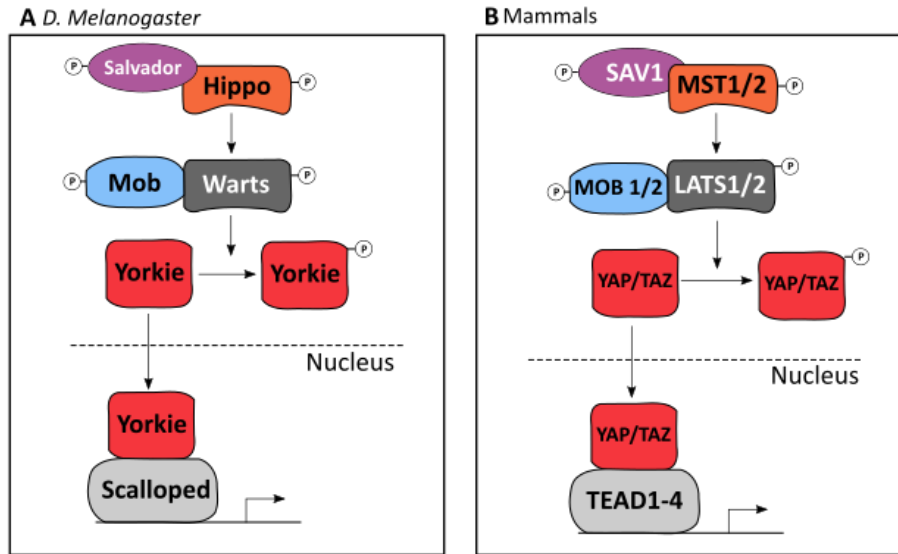 A D. Melanogaster
P
Salvador
Hippo
P
P
Mob
Warts
P
Yorkie
Yorkie
P
Nucleus
Yorkie
Scalloped
B Mammals
P
SAV1
MST1/2
P
P
MOB 1/2
LATS1/2
P
YAP/TAZ
YAP/TAZ
P
Nucleus
YAP/TAZ
TEAD1-4